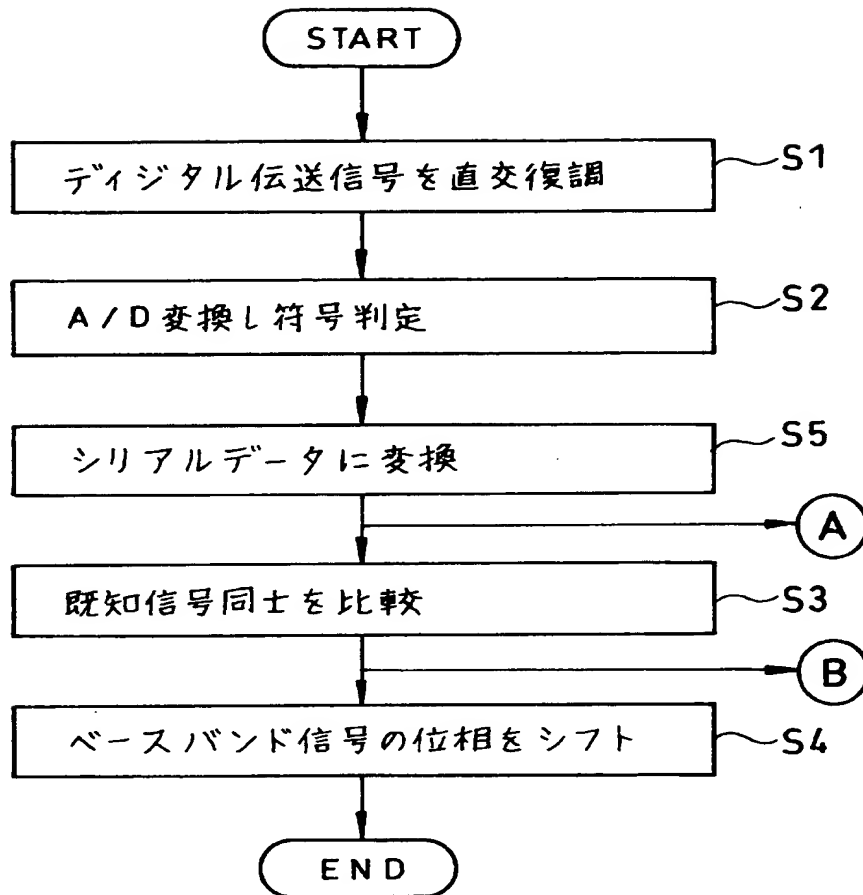 START
ディジタル伝送信号を直交復調
S1
A/D変換し符号判定
S2
シリアルデータに変換
S5
A
既知信号同士を比較
S3
B
ベースバンド信号の位相をシフト
S4
END